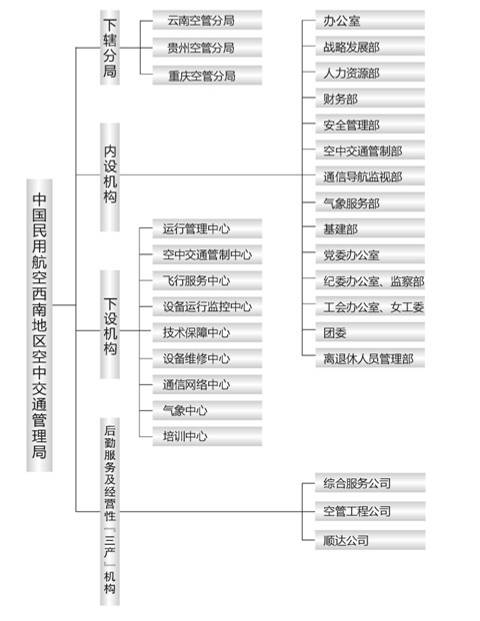 中国民用航空西南地区空中交通管理局
下辖分局
云南空管分局
贵州空管分局
重庆空管分局
内设机构
办公室
战略发展部
人力资源部
财务部
安全管理部
空中交通管制部
通信导航监视部
气象服务部
基建部
党委办公室
纪委办公室、监察部
工会办公室、女工委
团委
离退休人员管理部
下设机构
运行管理中心
空中交通管制中心
飞行服务中心
设备运行监控中心
技术保障中心
设备维修中心
通信网络中心
气象中心
培训中心
后勤服务及经营性『三产』机构
综合服务公司
空管工程公司
顺达公司